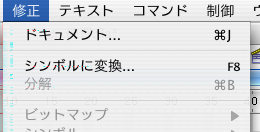 修正 テキスト コマンド 制御
ドキュメント... ⌘J
シンボルに変換... F8
分解 ⌘B
ビットマップ ▶